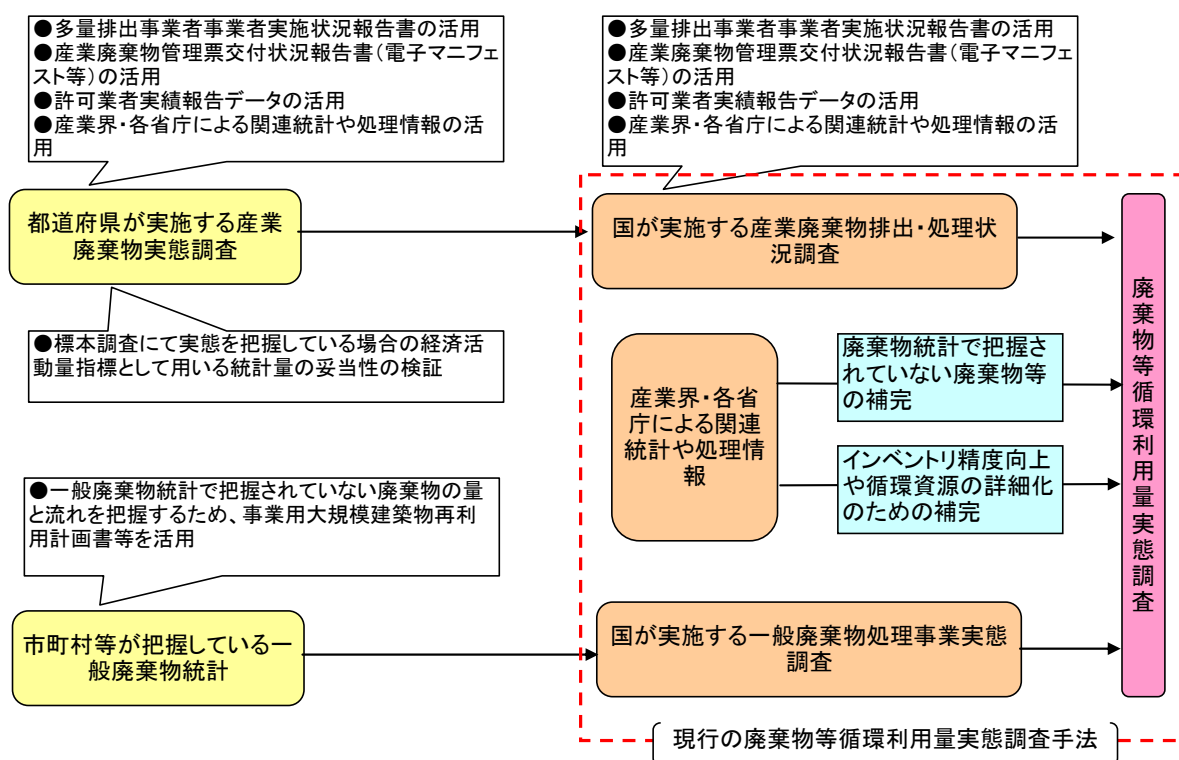 ●多量排出事業者事業者実施状況報告書の活用
●産業廃棄物管理票交付状況報告書（電子マニフェ
スト等）の活用
●許可業者実績報告データの活用
●産業界・各省庁による関連統計や処理情報の活
用
●多量排出事業者事業者実施状況報告書の活用
●産業廃棄物管理票交付状況報告書（電子マニフェ
スト等）の活用
●許可業者実績報告データの活用
●産業界・各省庁による関連統計や処理情報の活
用
都道府県が実施する産業
廃棄物実態調査
国が実施する産業廃棄物排出・処理状
況調査
●標本調査にて実態を把握している場合の経済活
動量指標として用いる統計量の妥当性の検証
産業界・各省
庁による関連
統計や処理情
報
廃棄物統計で把握さ
れていない廃棄物等
の補完
インベントリ精度向上
や循環資源の詳細化
のための補完
廃棄物等循環利用量実態調査
●一般廃棄物統計で把握されていない廃棄物の量
と流れを把握するため、事業用大規模建築物再利
用計画書等を活用
市町村等が把握している一
般廃棄物統計
国が実施する一般廃棄物処理事業実態
調査
現行の廃棄物等循環利用量実態調査手法